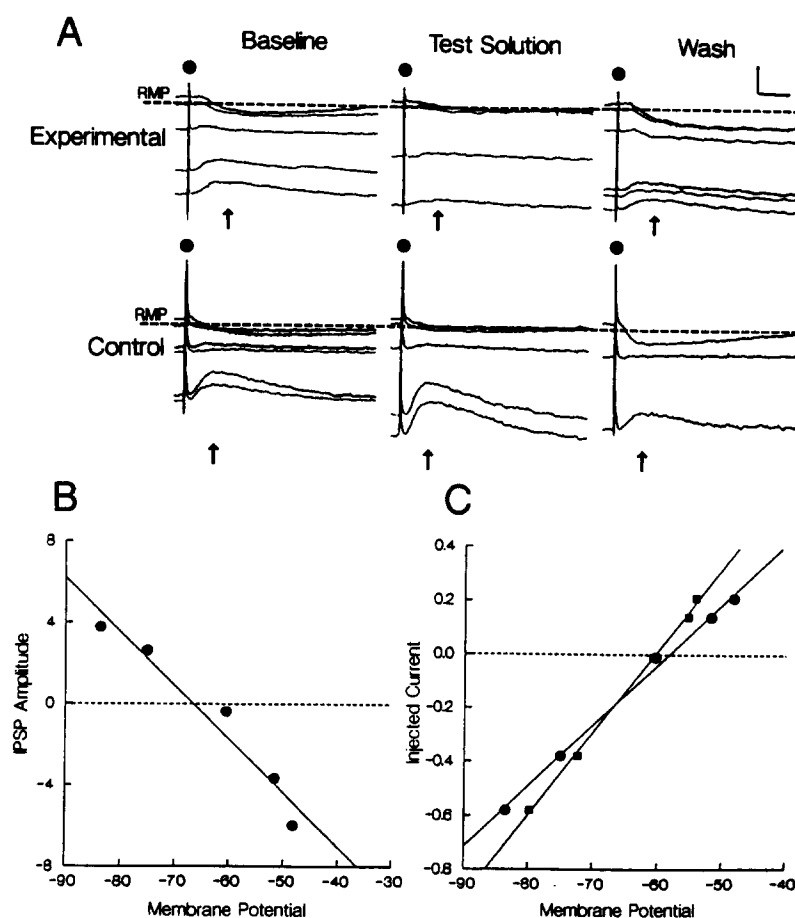 A
Baseline
Test Solution
Wash
RMP
Experimental
RMP
Control
B
8
4
0
-4
-8
IPSP Amplitude
-90 -80 -70 -60 -50 -40 -30
Membrane Potential
C
0.4
0.2
0.0
-0.2
-0.4
-0.6
-0.8
Injected Current
-90 -80 -70 -60 -50 -40
Membrane Potential